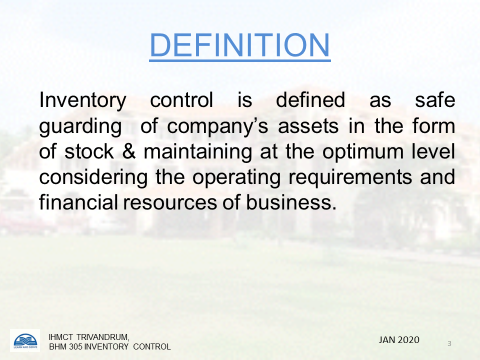 DEFINITION
Inventory control is defined as safe
guarding of company's assets in the form
of stock & maintaining at the optimum level
considering the operating requirements and
financial resources of business.
IHMCT TRIVANDRUM,
BHM 305 INVENTORY CONTROL
JAN 2020
3